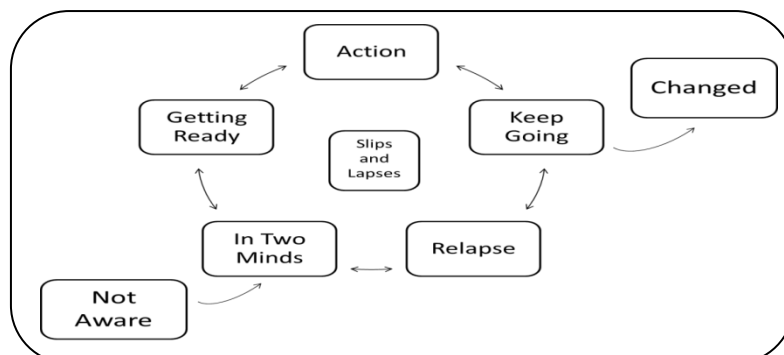 Action
Changed
Getting
Ready
Keep
Going
Slips
and
Lapses
In Two
Minds
Relapse
Not
Aware